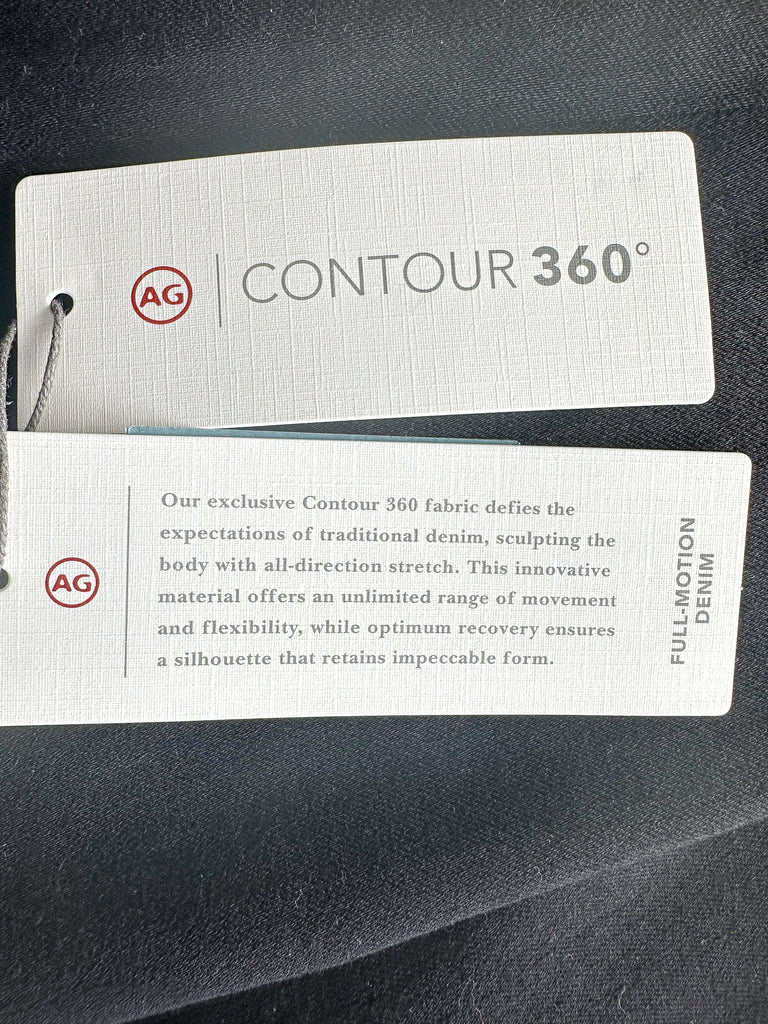 AG CONTOUR 360°
AG
Our exclusive Contour 360 fabric defies the
expectations of traditional denim, sculpting the
body with all-direction stretch. This innovative
material offers an unlimited range of movement
and flexibility, while optimum recovery ensures
a silhouette that retains impeccable form.
FULL-MOTION
DENIM